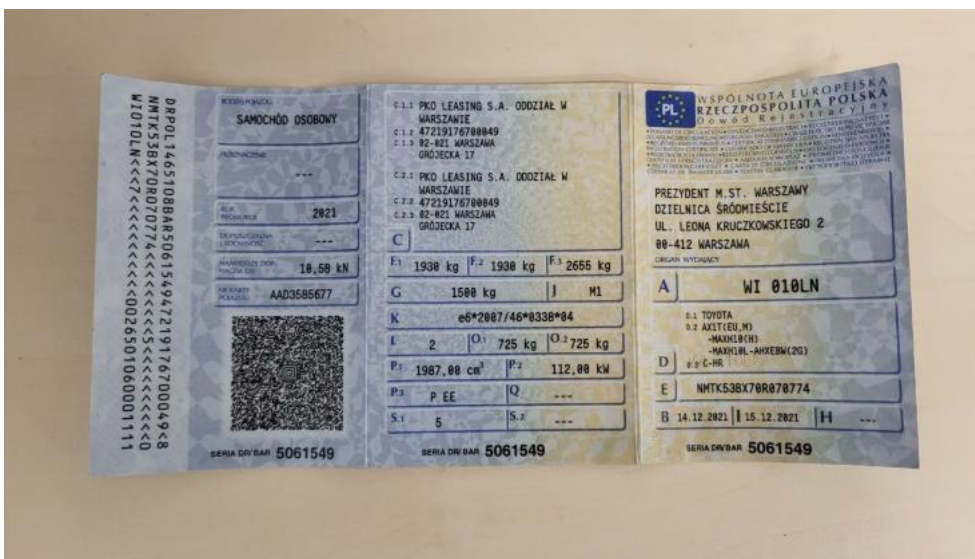 DRPOL1465108BAR506154947219176700049<8
NMTK53BX70R070774<<<<<<<
WI010LN<<<7<<<<<
RODZAJ POJAZDU
SAMOCHÓD OSOBOWY
PRZEZNACZENIE
---
ROK PRODUKCJI 2021
DOPUSZCZALNA ŁADOWNOŚĆ ---
NAJWIĘKSZY DOP. NACISK OSI 10,58 kN
NR KARTY POJAZDU AAD3585677
SERIA DR/BAR 5061549
C.1.1 PKO LEASING S.A. ODDZIAŁ W
WARSZAWIE
C.1.2 47219176700049
C.1.3 02-021 WARSZAWA
GRÓJECKA 17
C.2.1 PKO LEASING S.A. ODDZIAŁ W
WARSZAWIE
C.2.2 47219176700049
C.2.3 02-021 WARSZAWA
GRÓJECKA 17
C
F.1 1930 kg F.2 1930 kg F.3 2655 kg
G 1500 kg J M1
K e6*2007/46*0338*04
L 2 O.1 725 kg O.2 725 kg
P.1 1987,00 cm³ P.2 112,00 kW
P.3 P EE Q ---
S.1 5 S.2 ---
SERIA DR/BAR 5061549
PL
WSPÓLNOTA EUROPEJSKA
RZECZPOSPOLITA POLSKA
Dowód Rejestracyjny
PREZYDENT M.ST. WARSZAWY
DZIELNICA ŚRÓDMIEŚCIE
UL. LEONA KRUCZKOWSKIEGO 2
00-412 WARSZAWA
ORGAN WYDAJĄCY
A WI 010LN
D.1 TOYOTA
D.2 AX1T(EU,M)
-MAXH10(H)
-MAXH10L-AHXEBW(2G)
D D.3 C-HR
E NMTK53BX70R070774
B 14.12.2021 I 15.12.2021 H ---
SERIA DR/BAR 5061549